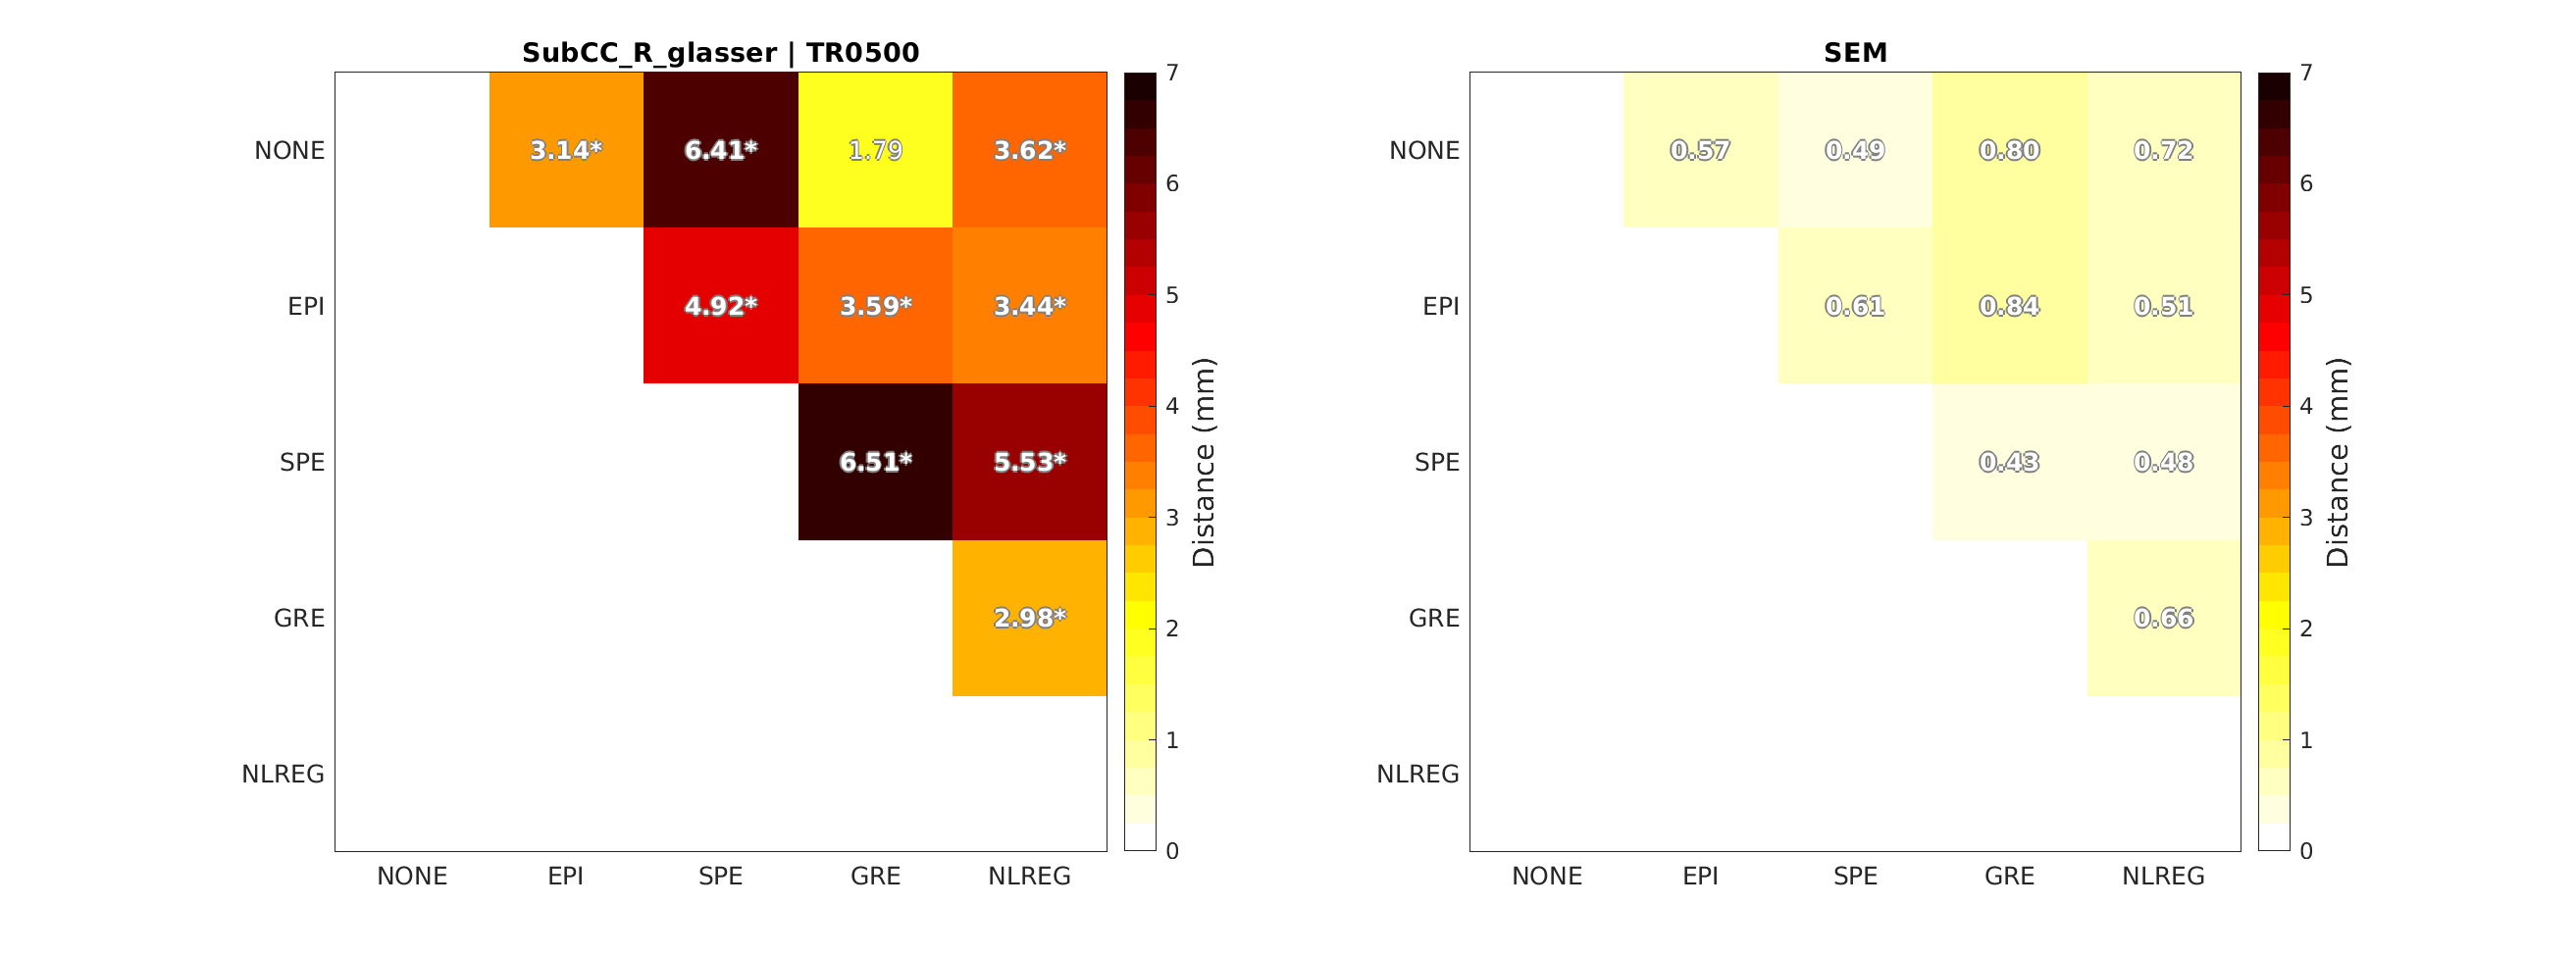 SubCC_R_glasser | TR0500
NONE 3.14* 6.41* 1.79 3.62*
EPI 4.92* 3.59* 3.44*
SPE 6.51* 5.53*
GRE 2.98*
NLREG
NONE EPI SPE GRE NLREG
7
6
5
4
3
2
1
0
Distance (mm)
SEM
NONE 0.57 0.49 0.80 0.72
EPI 0.61 0.84 0.51
SPE 0.43 0.48
GRE 0.66
NLREG
NONE EPI SPE GRE NLREG
7
6
5
4
3
2
1
0
Distance (mm)